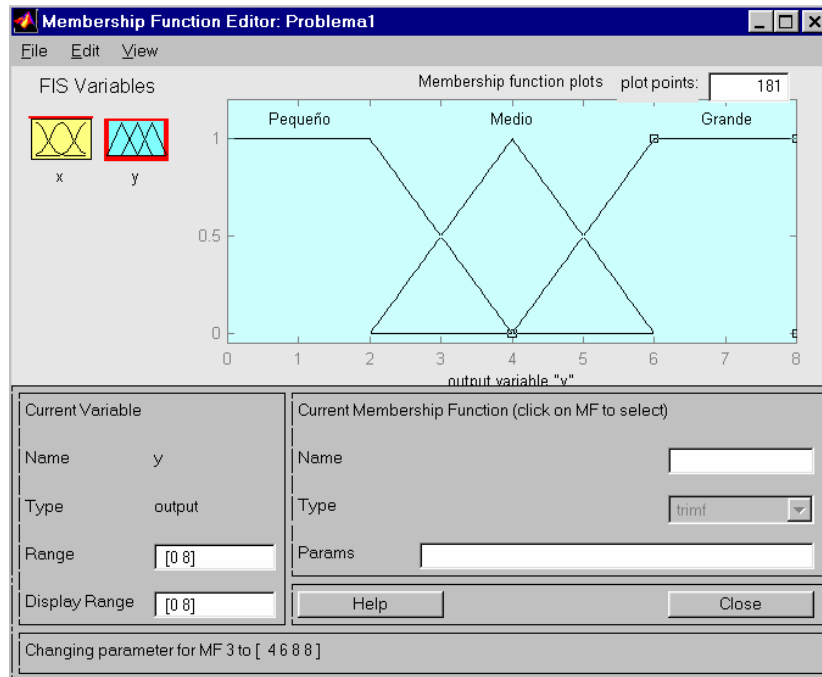 Membership Function Editor: Problema1
File Edit View
FIS Variables
Membership function plots plot points: 181
Pequeño Medio Grande
1
0.5
0
0 1 2 3 4 5 6 7 8
x y
output variable "y"
Current Variable
Name y
Type output
Range [0 8]
Display Range [0 8]
Current Membership Function (click on MF to select)
Name
Type trimf
Params
Help Close
Changing parameter for MF 3 to [ 4 6 8 8 ]